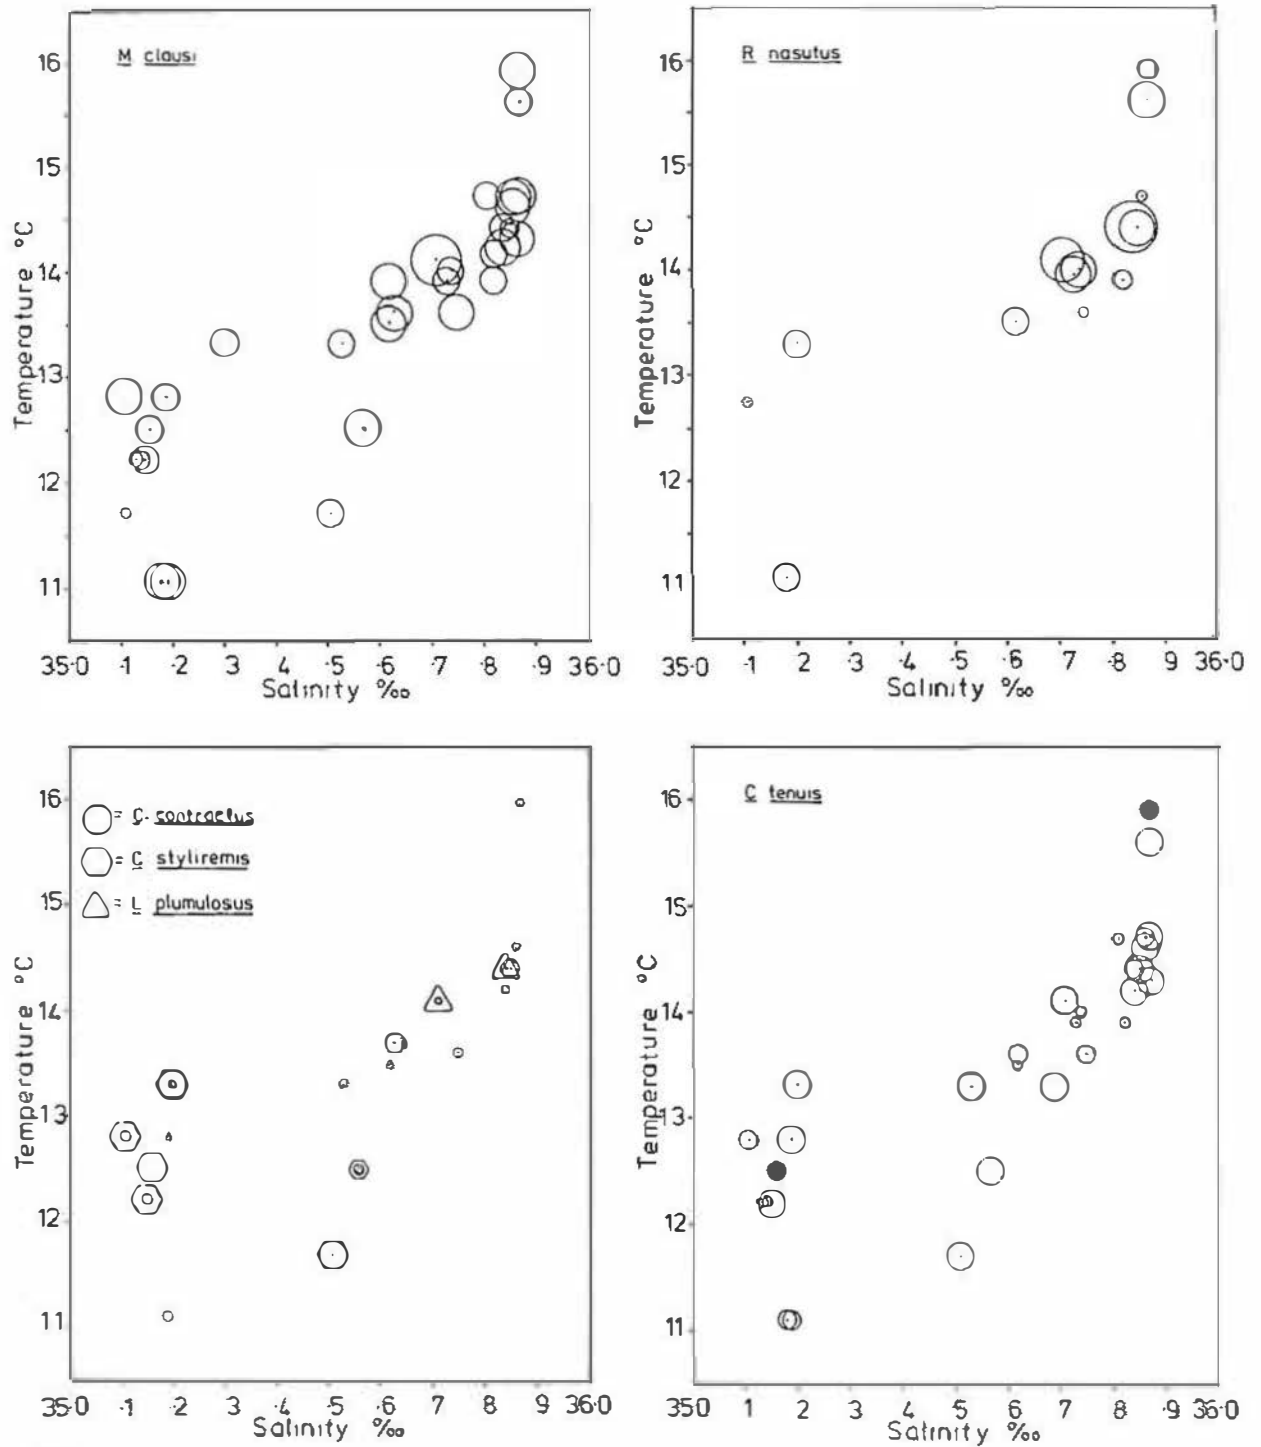 M clausi
16
15
14
13
12
11
Temperature °C
35·0 ·1 ·2 ·3 ·4 ·5 ·6 ·7 ·8 ·9 36·0
Salinity ‰
R nasutus
16
15
14
13
12
11
Temperature °C
35·0 ·1 ·2 ·3 ·4 ·5 ·6 ·7 ·8 ·9 36·0
Salinity ‰
= C. contractus
= C styliremis
= L plumulosus
16
15
14
13
12
11
Temperature °C
35·0 ·1 ·2 ·3 ·4 ·5 ·6 ·7 ·8 9 36·0
Salinity ‰
C tenuis
16
15
14
13
12
11
Temperature °C
35·0 1 2 3 4 ·5 ·6 ·7 ·8 ·9 36·0
Salinity ‰